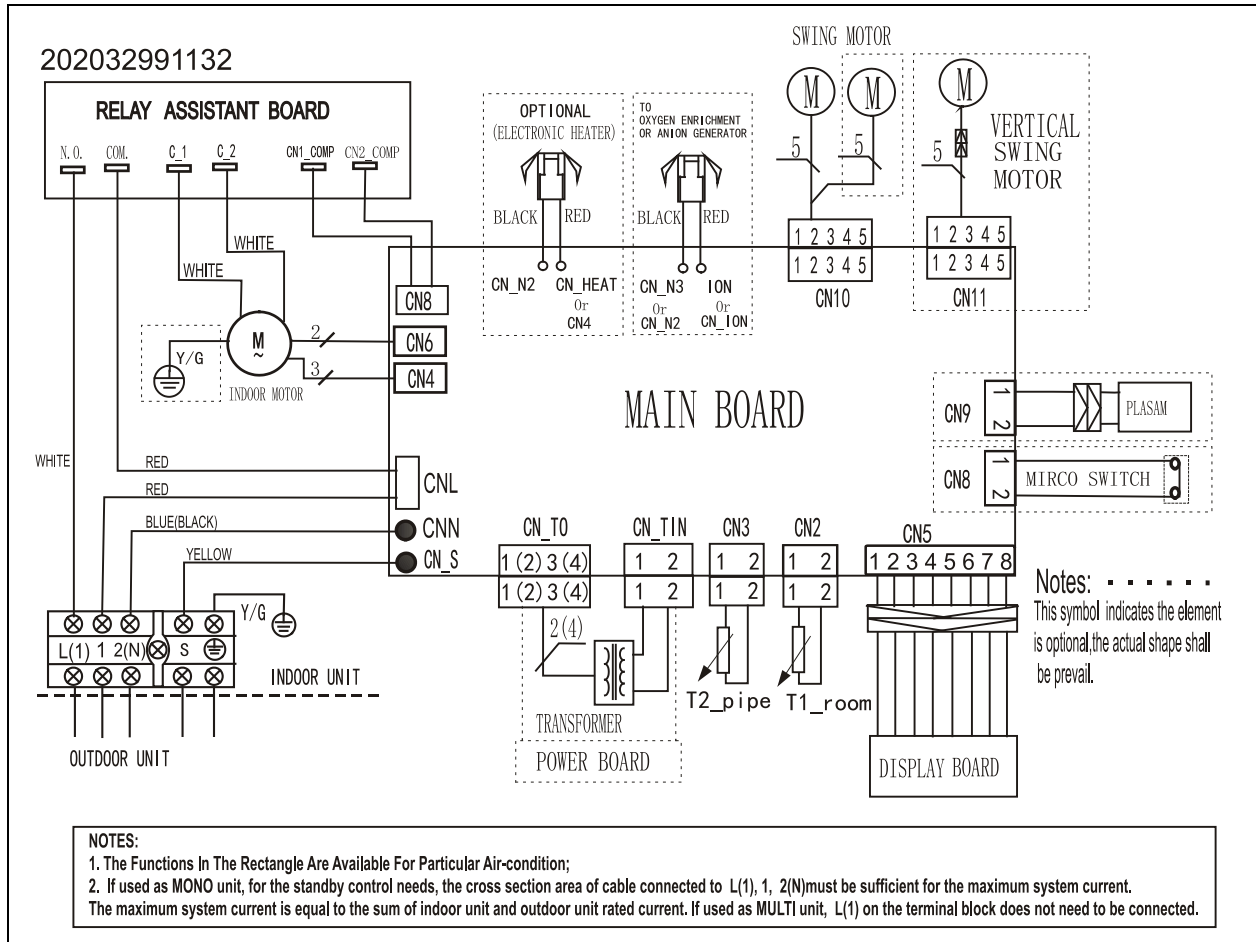 202032991132
RELAY ASSISTANT BOARD
N.O. COM. C_1 C_2 CN1_COMP CN2_COMP
WHITE
WHITE
CN8
M
~
INDOOR MOTOR
Y/G
2
3
CN6
CN4
OPTIONAL
(ELECTRONIC HEATER)
BLACK RED
CN_N2 CN_HEAT
Or
CN4
TO
OXYGEN ENRICHMENT
OR ANION GENERATOR
BLACK RED
CN_N3 ION
Or Or
CN_N2 CN_ION
SWING MOTOR
M M
5 5
1 2 3 4 5
1 2 3 4 5
CN10
M
VERTICAL
SWING
MOTOR
5
1 2 3 4 5
1 2 3 4 5
CN11
MAIN BOARD
CN9
1
2
PLASAM
CN8
1
2
MIRCO SWITCH
WHITE
RED
RED
CNL
BLUE(BLACK)
CNN
YELLOW
CN_S
Y/G
L(1) 1 2(N) S
INDOOR UNIT
OUTDOOR UNIT
CN_TO
1 (2) 3 (4)
1 (2) 3 (4)
2(4)
TRANSFORMER
POWER BOARD
CN_TIN
1 2
1 2
CN3
1 2
1 2
T2_pipe
CN2
1 2
1 2
T1_room
CN5
1 2 3 4 5 6 7 8
DISPLAY BOARD
Notes:
This symbol indicates the element
is optional,the actual shape shall
be prevail.
NOTES:
1. The Functions In The Rectangle Are Available For Particular Air-condition;
2. If used as MONO unit, for the standby control needs, the cross section area of cable connected to L(1), 1, 2(N)must be sufficient for the maximum system current.
The maximum system current is equal to the sum of indoor unit and outdoor unit rated current. If used as MULTI unit, L(1) on the terminal block does not need to be connected.